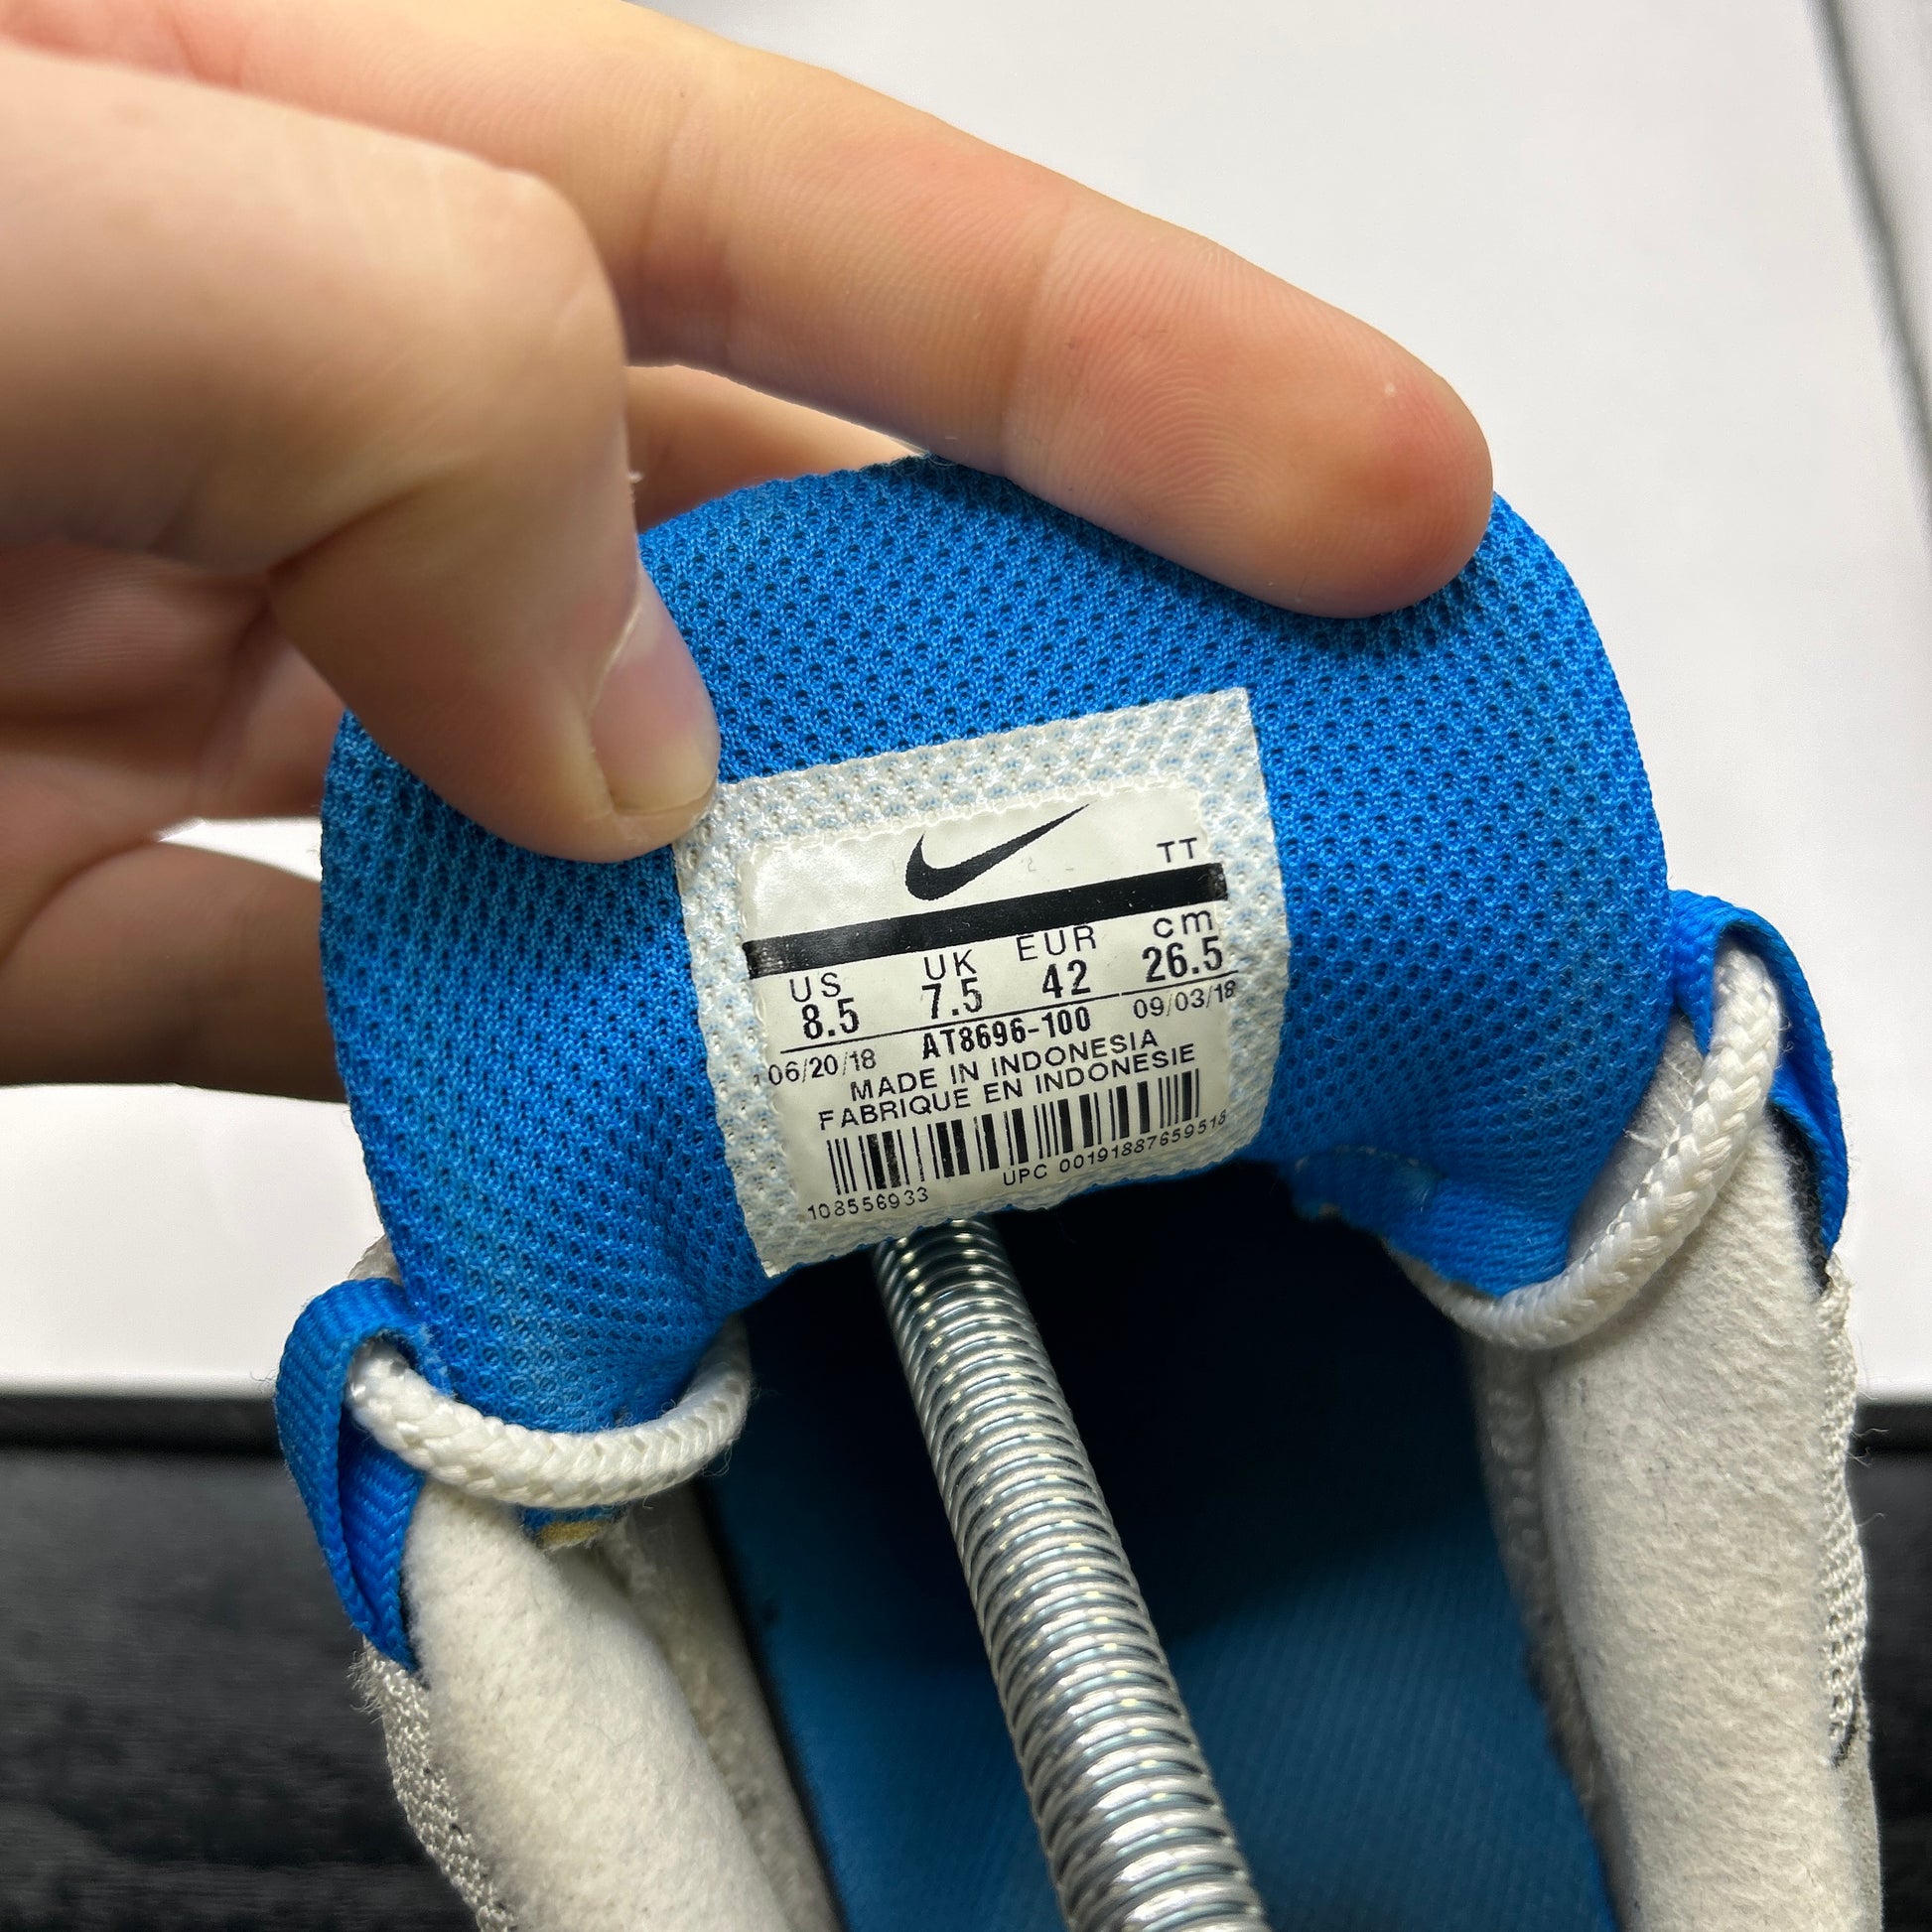 TT
US UK EUR cm
8.5 7.5 42 26.5
06/20/18 AT8696-100 09/03/18
MADE IN INDONESIA
FABRIQUE EN INDONESIE
108556933 UPC 00191887659518